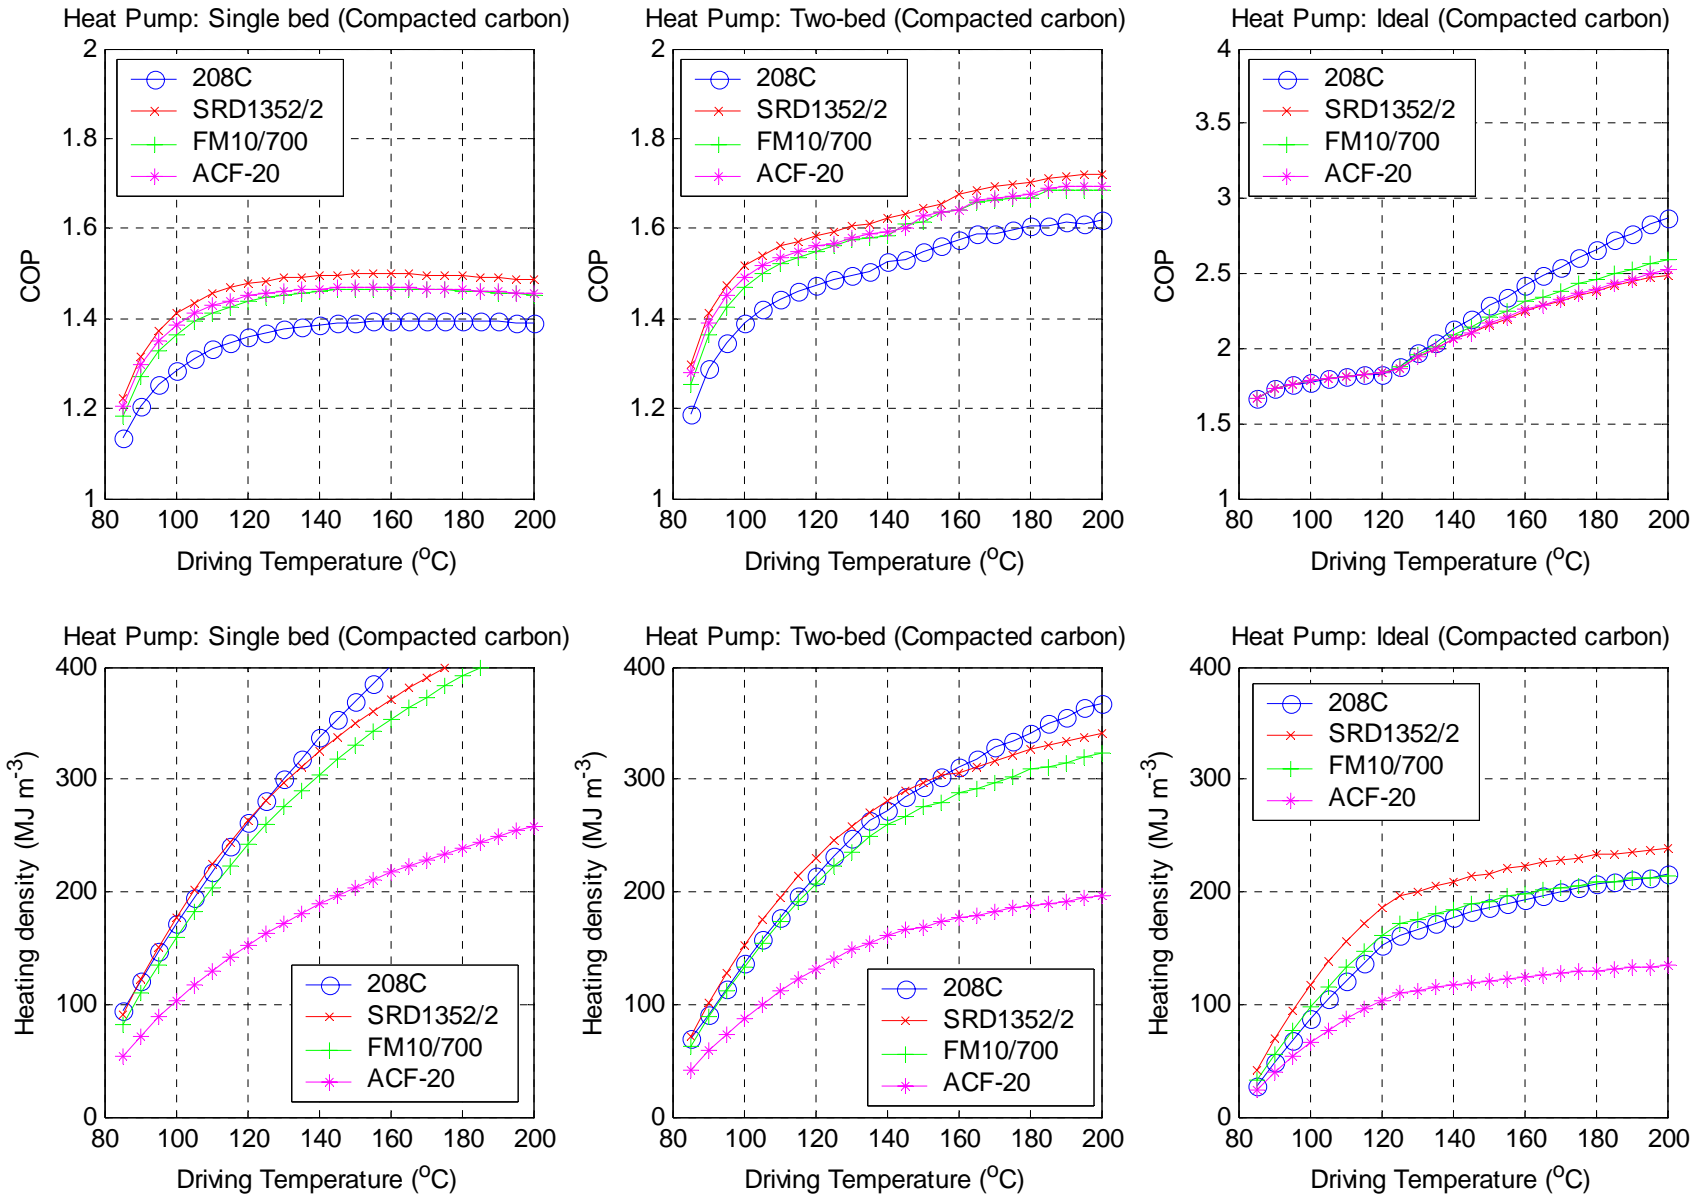 Heat Pump: Single bed (Compacted carbon)
2
1.8
1.6
1.4
1.2
1
COP
208C
SRD1352/2
FM10/700
ACF-20
80 100 120 140 160 180 200
Driving Temperature (°C)
Heat Pump: Two-bed (Compacted carbon)
2
1.8
1.6
1.4
1.2
1
COP
208C
SRD1352/2
FM10/700
ACF-20
80 100 120 140 160 180 200
Driving Temperature (°C)
Heat Pump: Ideal (Compacted carbon)
4
3.5
3
2.5
2
1.5
1
COP
208C
SRD1352/2
FM10/700
ACF-20
80 100 120 140 160 180 200
Driving Temperature (°C)
Heat Pump: Single bed (Compacted carbon)
400
300
200
100
0
Heating density (MJ m⁻³)
208C
SRD1352/2
FM10/700
ACF-20
80 100 120 140 160 180 200
Driving Temperature (°C)
Heat Pump: Two-bed (Compacted carbon)
400
300
200
100
0
Heating density (MJ m⁻³)
208C
SRD1352/2
FM10/700
ACF-20
80 100 120 140 160 180 200
Driving Temperature (°C)
Heat Pump: Ideal (Compacted carbon)
400
300
200
100
0
Heating density (MJ m⁻³)
208C
SRD1352/2
FM10/700
ACF-20
80 100 120 140 160 180 200
Driving Temperature (°C)